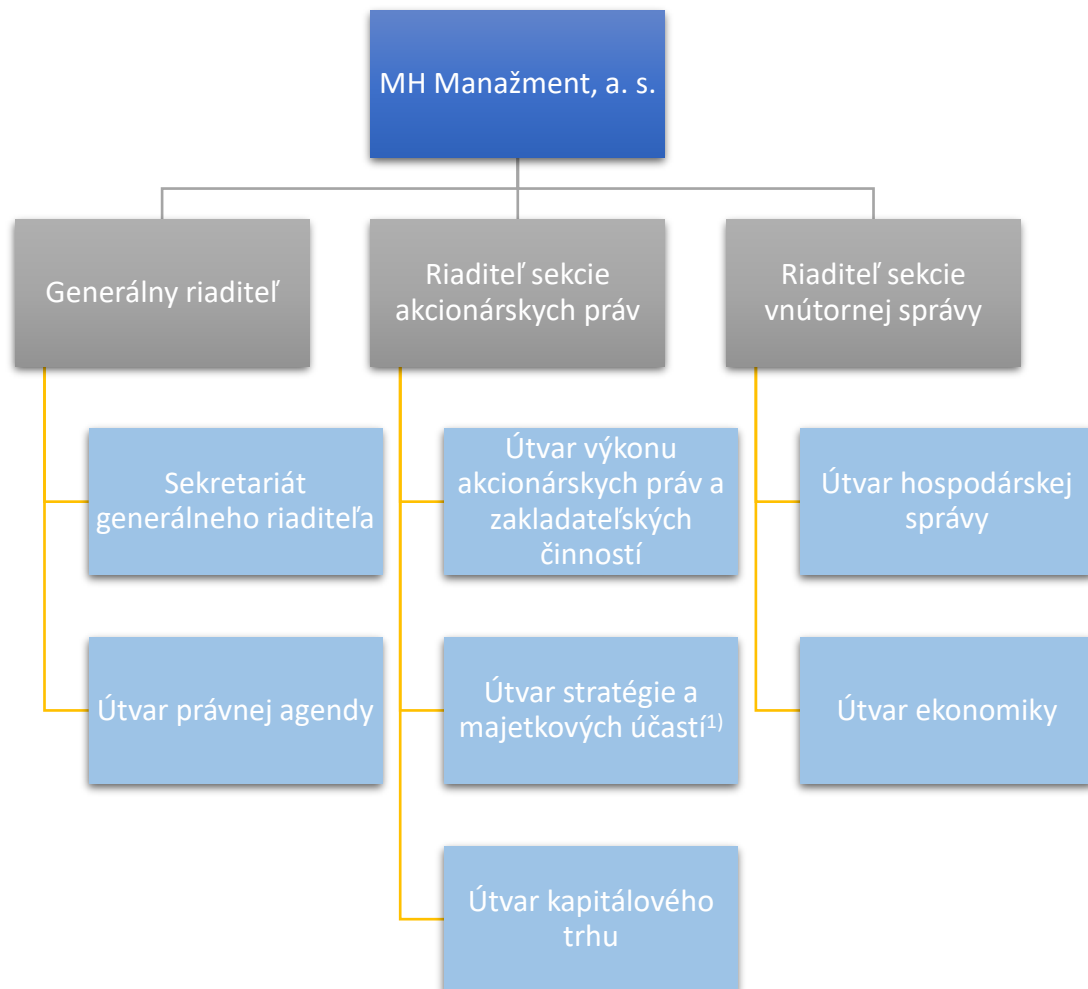 MH Manažment, a. s.
Generálny riaditeľ
Riaditeľ sekcie
akcionárskych práv
Riaditeľ sekcie
vnútornej správy
Sekretariát
generálneho riaditeľa
Útvar výkonu
akcionárskych práv a
zakladateľských
činností
Útvar hospodárskej
správy
Útvar právnej agendy
Útvar stratégie a
majetkových účastí¹⁾
Útvar ekonomiky
Útvar kapitálového
trhu